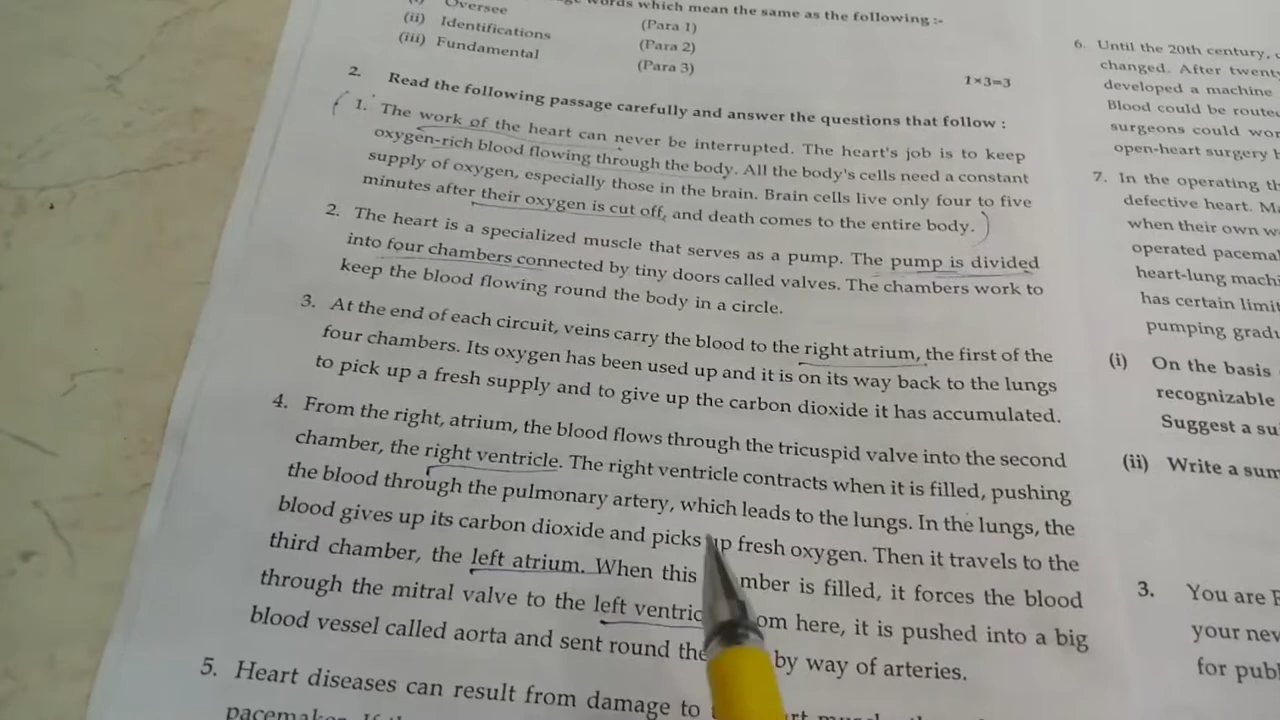 words which mean the same as the following :-
Oversee (Para 1)
(ii) Identifications (Para 2)
(iii) Fundamental (Para 3)
1×3=3
2. Read the following passage carefully and answer the questions that follow :
1. The work of the heart can never be interrupted. The heart's job is to keep
oxygen-rich blood flowing through the body. All the body's cells need a constant
supply of oxygen, especially those in the brain. Brain cells live only four to five
minutes after their oxygen is cut off, and death comes to the entire body.
2. The heart is a specialized muscle that serves as a pump. The pump is divided
into four chambers connected by tiny doors called valves. The chambers work to
keep the blood flowing round the body in a circle.
3. At the end of each circuit, veins carry the blood to the right atrium, the first of the
four chambers. Its oxygen has been used up and it is on its way back to the lungs
to pick up a fresh supply and to give up the carbon dioxide it has accumulated.
4. From the right, atrium, the blood flows through the tricuspid valve into the second
chamber, the right ventricle. The right ventricle contracts when it is filled, pushing
the blood through the pulmonary artery, which leads to the lungs. In the lungs, the
blood gives up its carbon dioxide and picks up fresh oxygen. Then it travels to the
third chamber, the left atrium. When this mber is filled, it forces the blood
through the mitral valve to the left ventric om here, it is pushed into a big
blood vessel called aorta and sent round the by way of arteries.
5. Heart diseases can result from damage to
6. Until the 20th century,
changed. After twent
developed a machine
Blood could be route
surgeons could wor
open-heart surgery
7. In the operating th
defective heart. Ma
when their own w
operated pacema
heart-lung machi
has certain limit
pumping gradu
(i) On the basis
recognizable
Suggest a su
(ii) Write a sum
3. You are
your nev
for publ